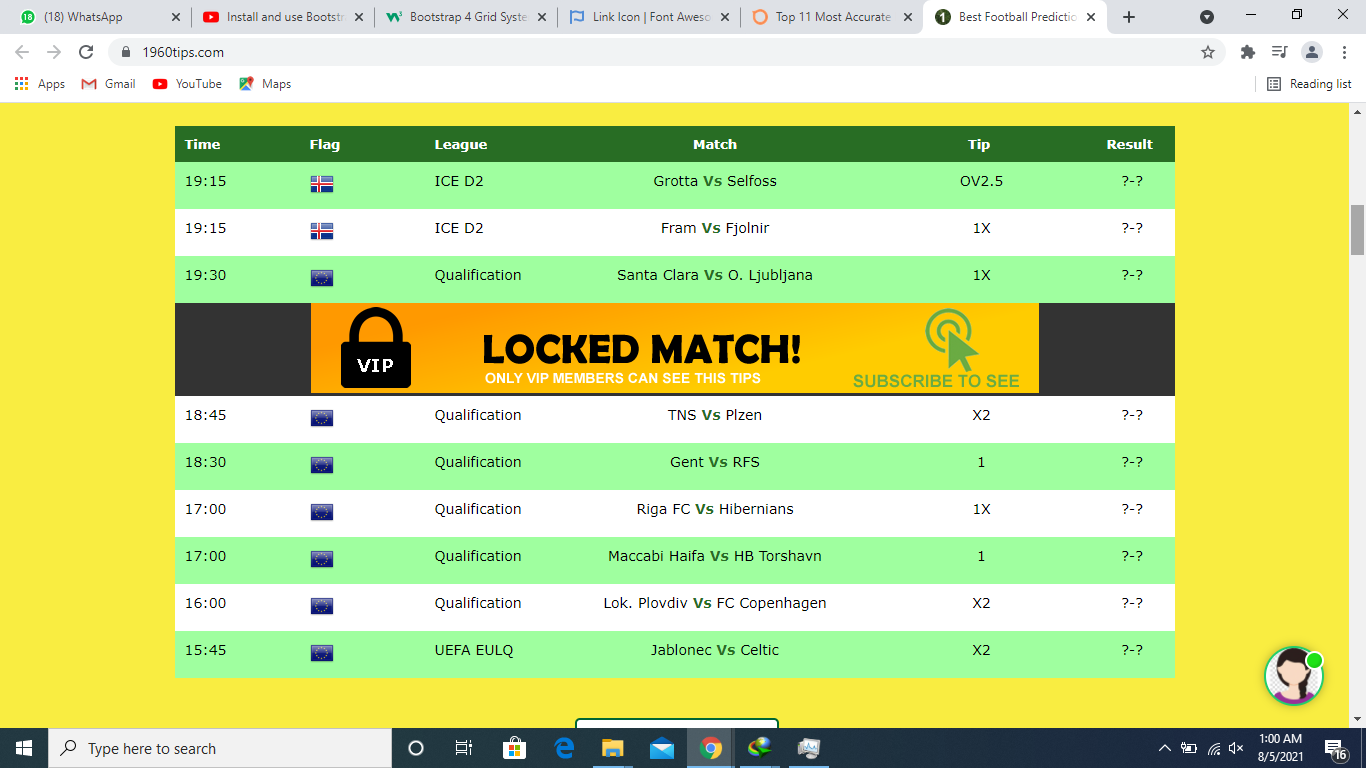 (18) WhatsApp
Install and use Bootstr
Bootstrap 4 Grid Syste
Link Icon | Font Aweso
Top 11 Most Accurate
1 Best Football Predictio
1960tips.com
Apps Gmail YouTube Maps Reading list
Time Flag League Match Tip Result
19:15 ICE D2 Grotta Vs Selfoss OV2.5 ?-?
19:15 ICE D2 Fram Vs Fjolnir 1X ?-?
19:30 Qualification Santa Clara Vs O. Ljubljana 1X ?-?
VIP
LOCKED MATCH!
ONLY VIP MEMBERS CAN SEE THIS TIPS
SUBSCRIBE TO SEE
18:45 Qualification TNS Vs Plzen X2 ?-?
18:30 Qualification Gent Vs RFS 1 ?-?
17:00 Qualification Riga FC Vs Hibernians 1X ?-?
17:00 Qualification Maccabi Haifa Vs HB Torshavn 1 ?-?
16:00 Qualification Lok. Plovdiv Vs FC Copenhagen X2 ?-?
15:45 UEFA EULQ Jablonec Vs Celtic X2 ?-?
Type here to search
1:00 AM
8/5/2021
16